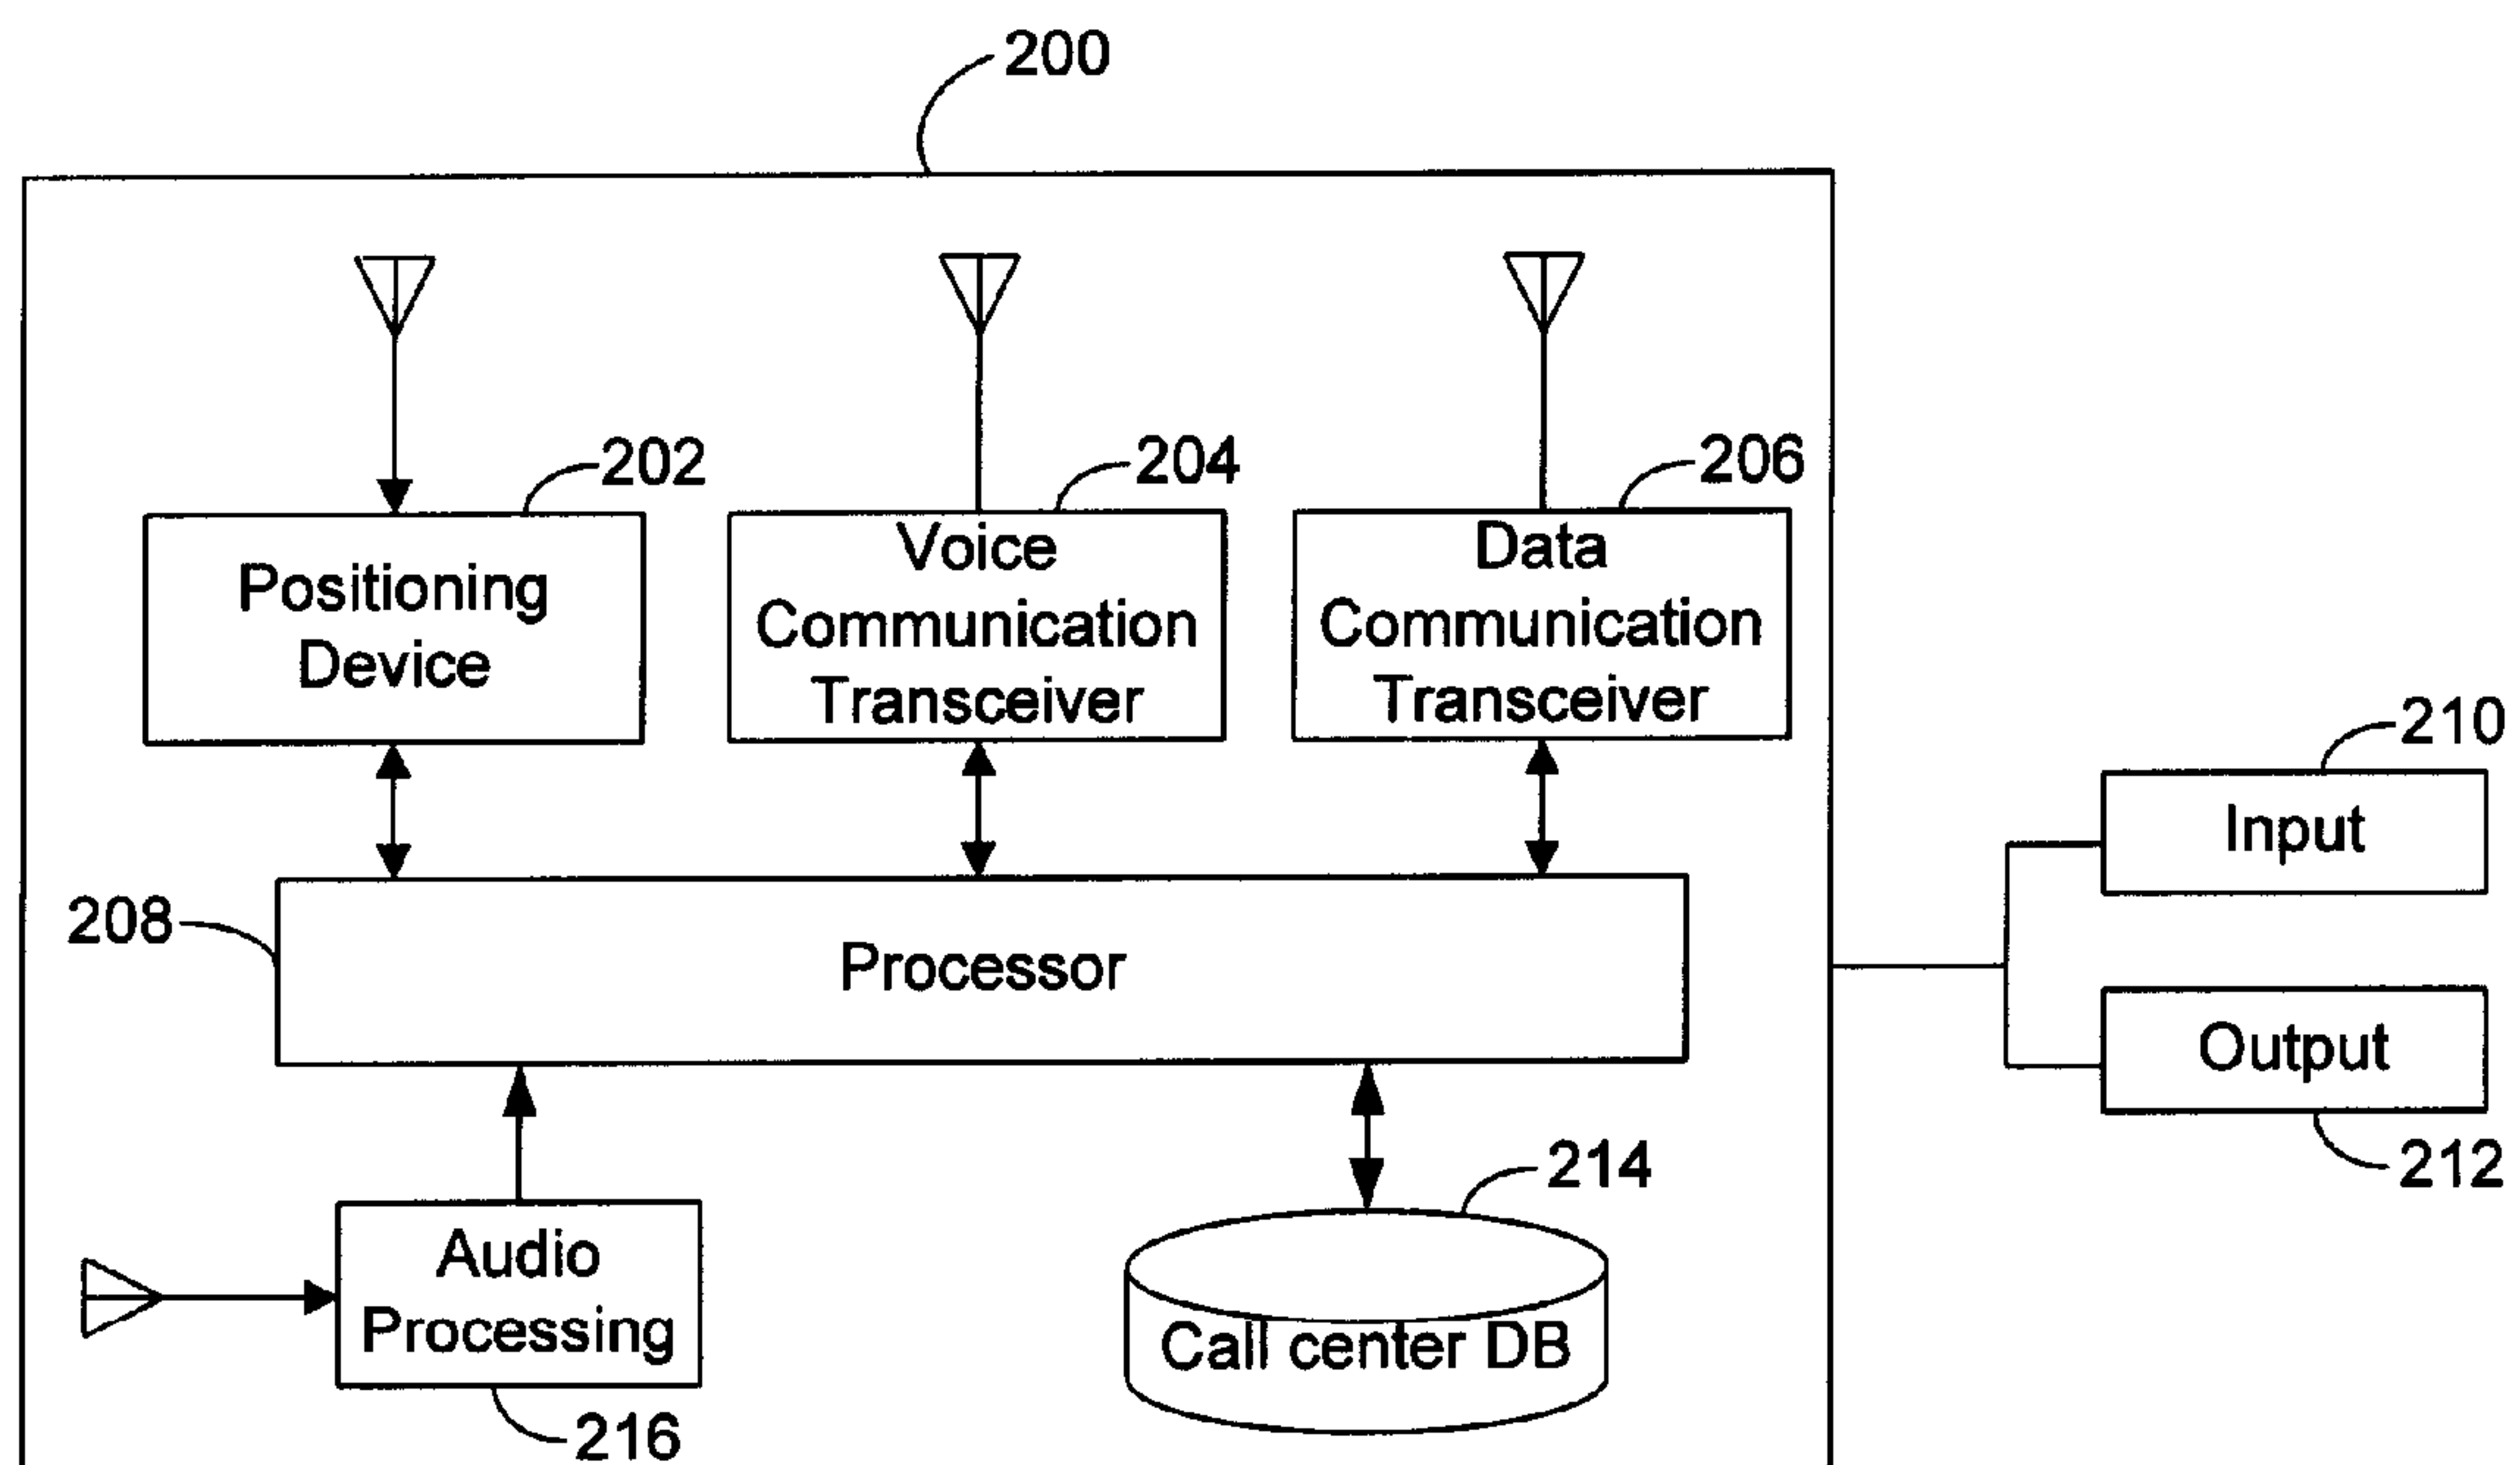 200
202
204
206
Positioning
Device
Voice
Communication
Transceiver
Data
Communication
Transceiver
210
Input
208
Processor
Output
212
214
Audio
Processing
Call center DB
216